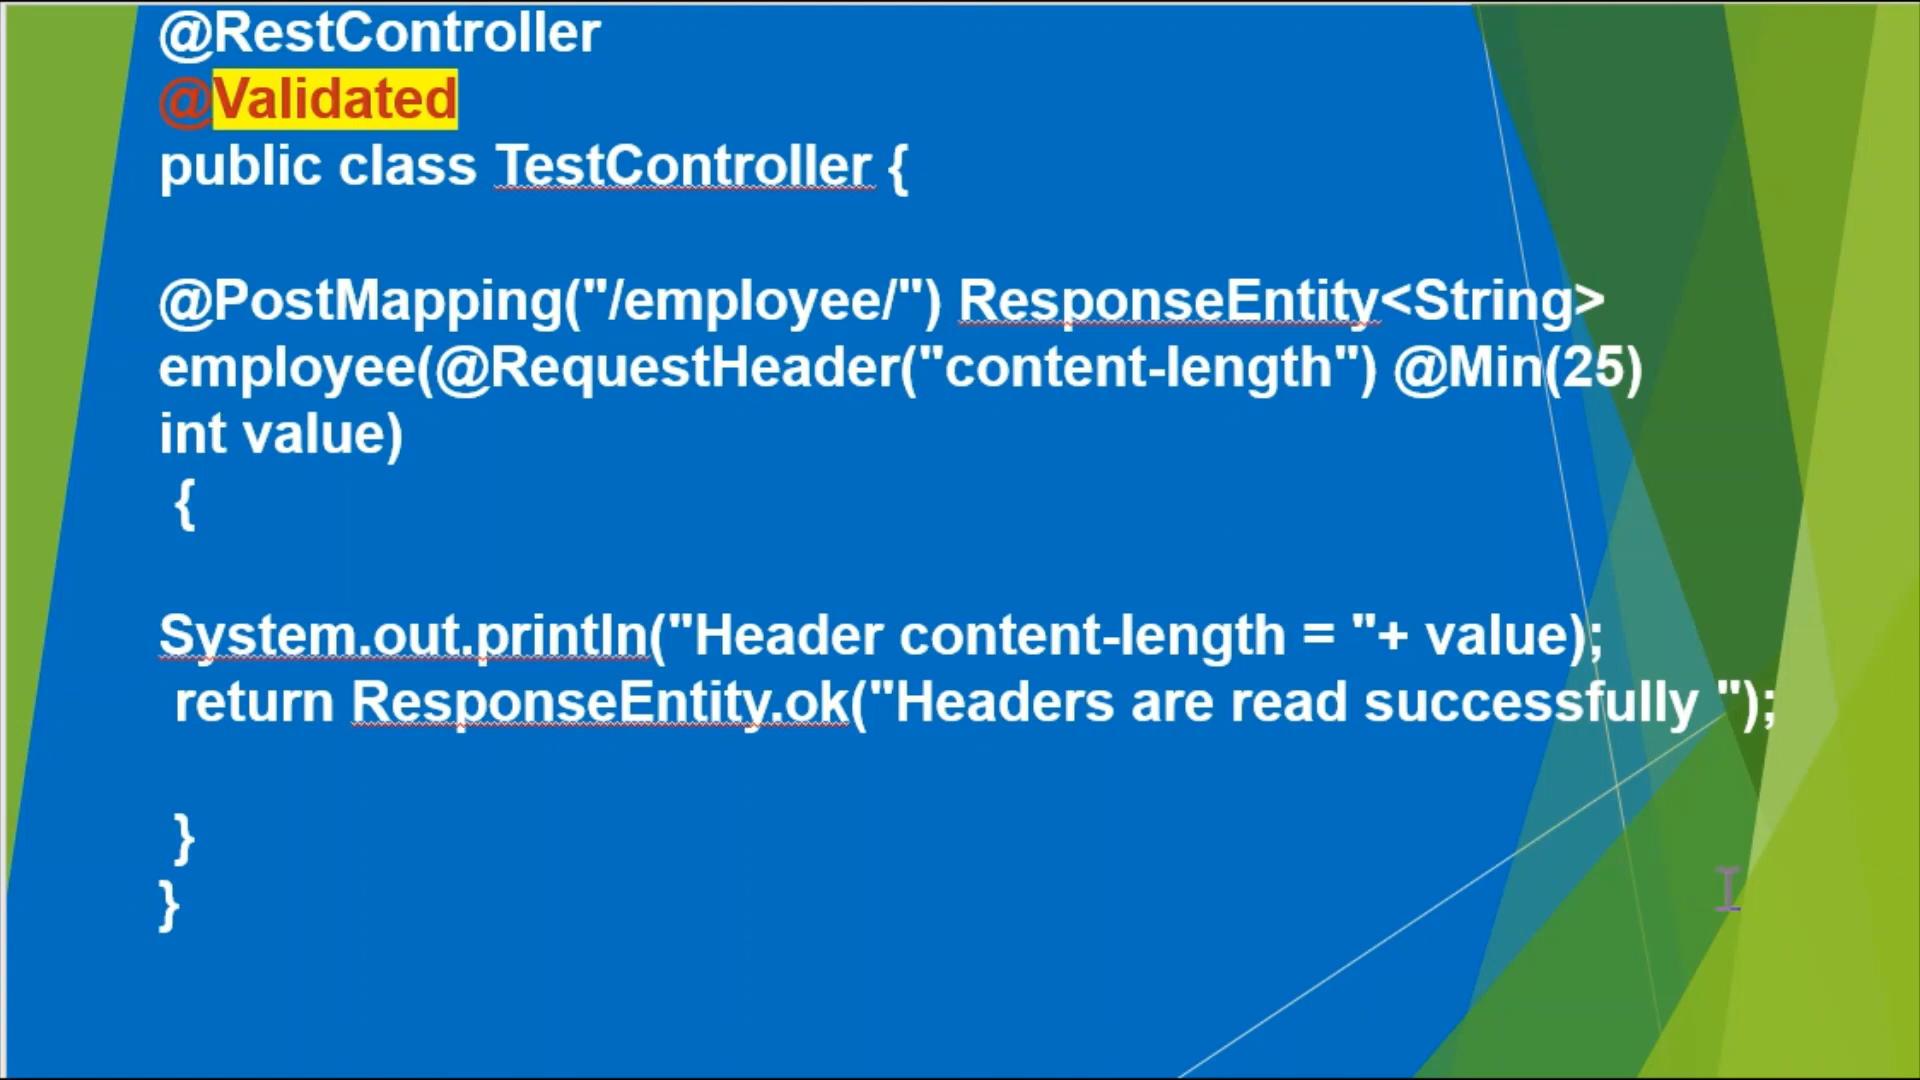 @RestController
@Validated
public class TestController {
@PostMapping("/employee/") ResponseEntity<String>
employee(@RequestHeader("content-length") @Min(25)
int value)
{
System.out.println("Header content-length = "+ value);
return ResponseEntity.ok("Headers are read successfully ");
}
}